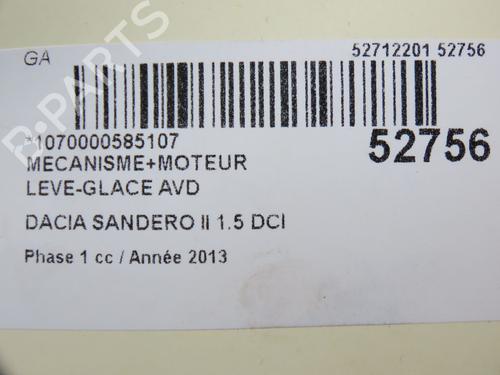 GA
52712201 52756
*1070000585107
52756
MECANISME+MOTEUR
LEVE-GLACE AVD
DACIA SANDERO II 1.5 DCI
Phase 1 cc / Année 2013
B-PARTS